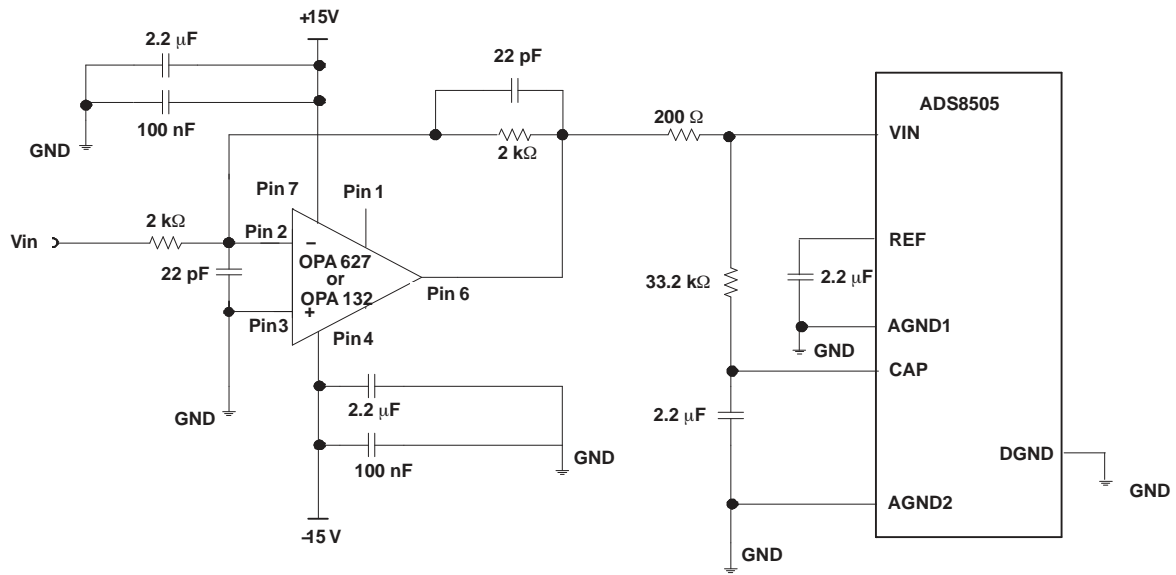 +15V
2.2 μF
22 pF
ADS8505
100 nF
200 Ω
GND
VIN
2 kΩ
Pin 7
Pin 1
2 kΩ
Vin
Pin 2
–
REF
22 pF
OPA 627
or
OPA 132
Pin 6
33.2 kΩ
2.2 μF
Pin3
+
Pin4
AGND1
GND
CAP
GND
2.2 μF
2.2 μF
100 nF
GND
DGND
GND
AGND2
-15 V
GND